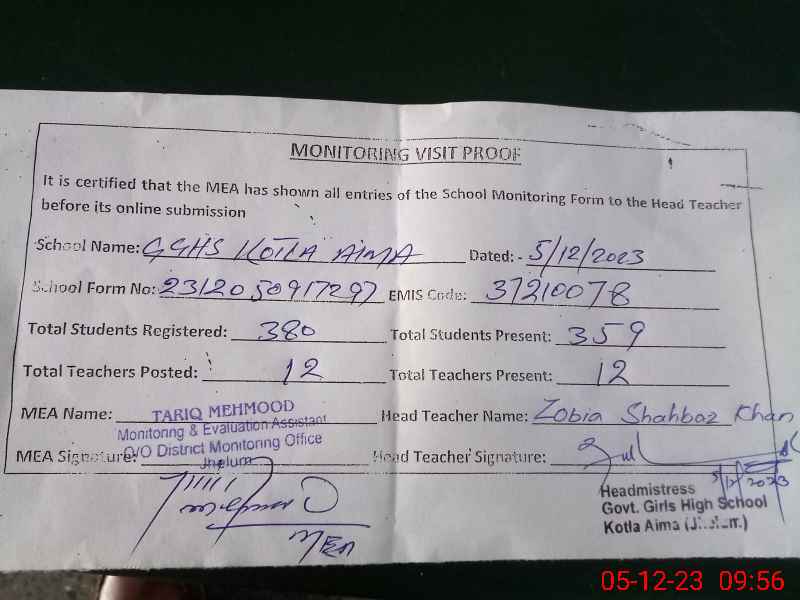 MONITORING VISIT PROOF
It is certified that the MEA has shown all entries of the School Monitoring Form to the Head Teacher
before its online submission
School Name: GGHS KOTLA AIMA Dated:- 5/12/2023
School Form No: 2312050917297 EMIS Code: 37210078
Total Students Registered: 380 Total Students Present: 359
Total Teachers Posted: 12 Total Teachers Present: 12
MEA Name: TARIQ MEHMOOD Head Teacher Name: Zobia Shahbaz Khan
Monitoring & Evaluation Assistant
O/O District Monitoring Office
MEA Signature: Jhelum Head Teacher Signature:
5/12/2023
Headmistress
Govt. Girls High School
Kotla Aima
MEA
05-12-23 09:56